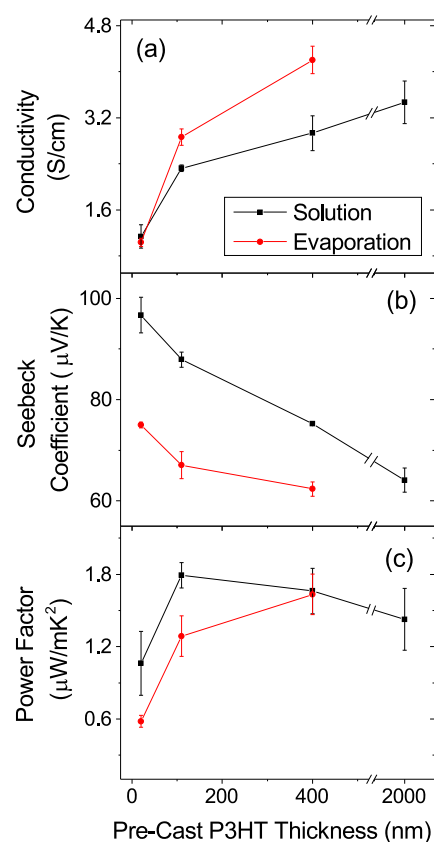 4.8
3.2
1.6
Conductivity
(S/cm)
(a)
Solution
Evaporation
100
80
60
Seebeck
Coefficient ( μV/K)
(b)
1.8
1.2
0.6
Power Factor
(μW/mK²)
(c)
0 200 400 2000
Pre-Cast P3HT Thickness (nm)